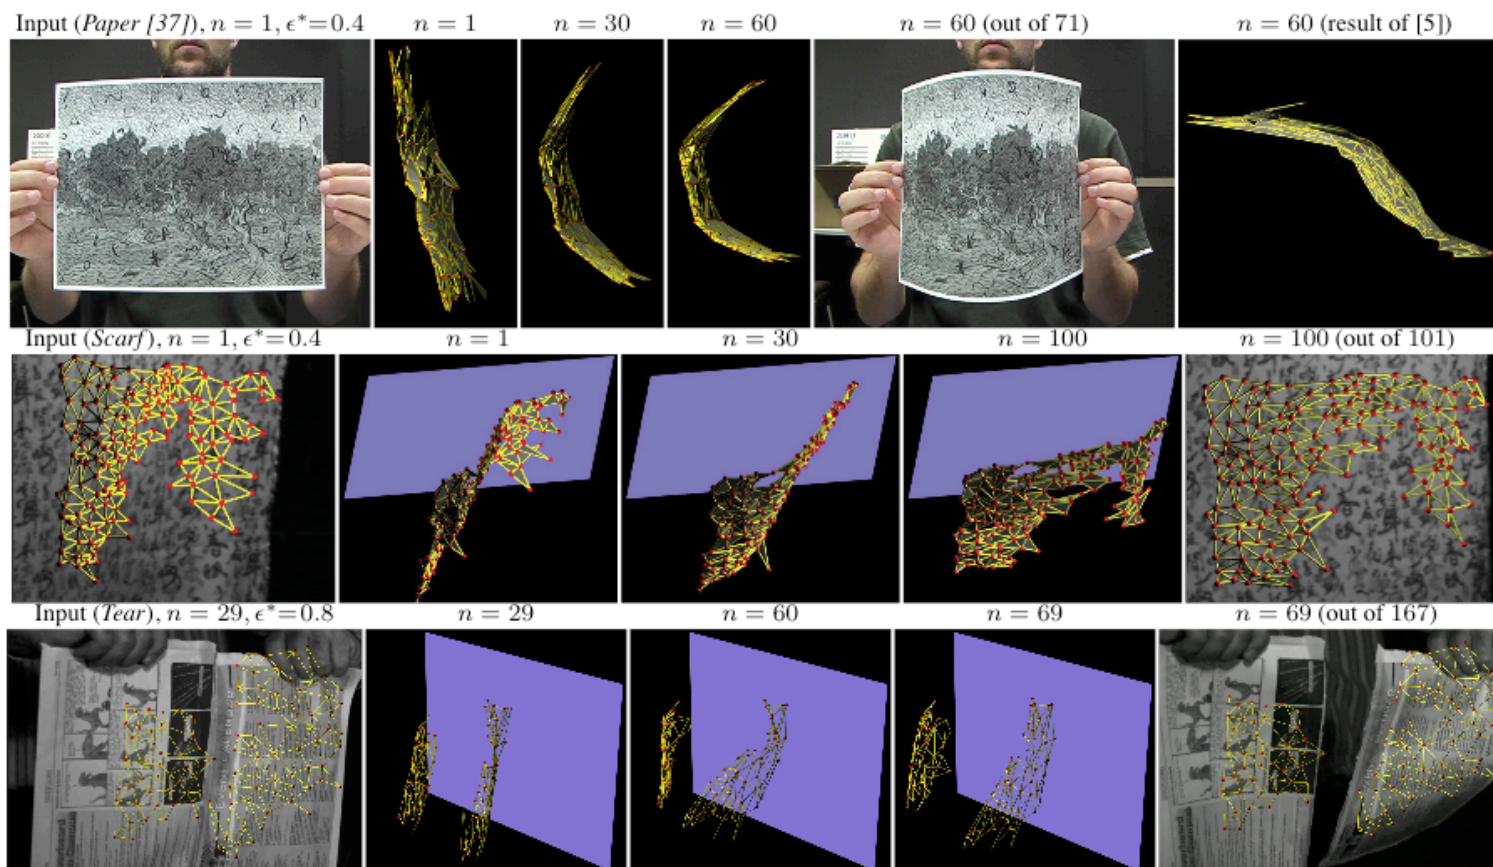 Input (Paper [37]), n = 1, ϵ*=0.4
n = 1
n = 30
n = 60
n = 60 (out of 71)
n = 60 (result of [5])
Input (Scarf), n = 1, ϵ*=0.4
n = 1
n = 30
n = 100
n = 100 (out of 101)
Input (Tear), n = 29, ϵ*=0.8
n = 29
n = 60
n = 69
n = 69 (out of 167)